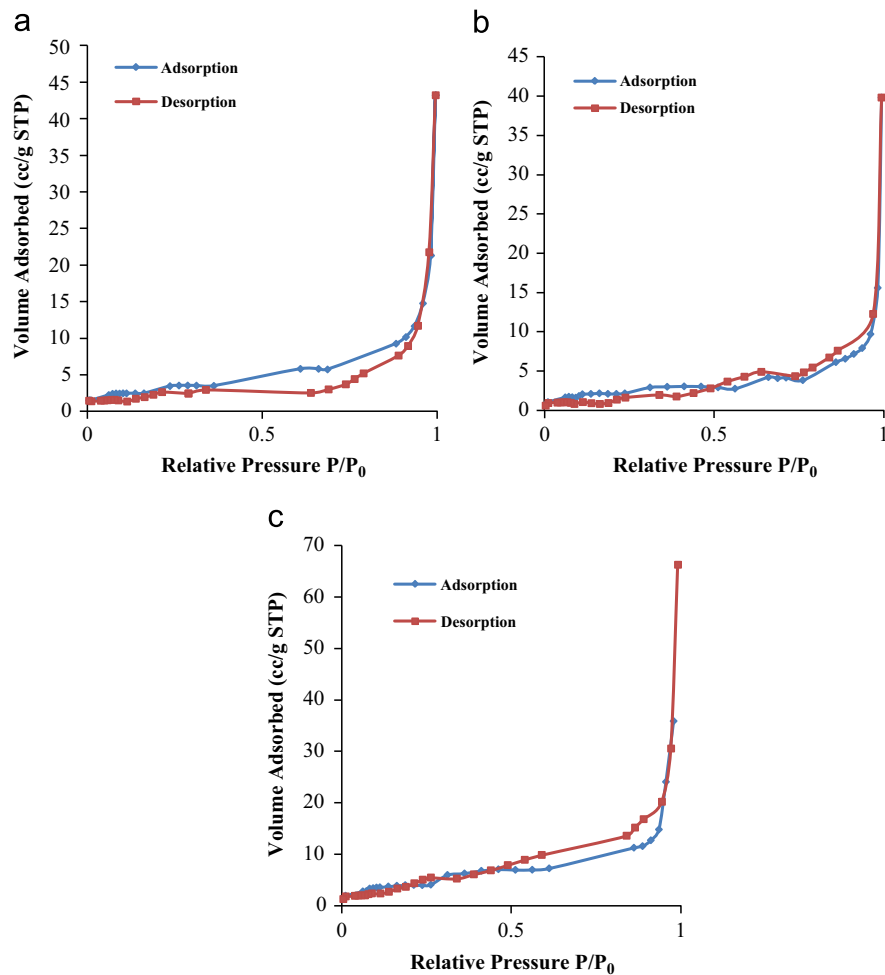 a
50
45
40
35
30
25
20
15
10
5
0
Volume Adsorbed (cc/g STP)
Adsorption
Desorption
0
0.5
1
Relative Pressure P/P0
b
45
40
35
30
25
20
15
10
5
0
Volume Adsorbed (cc/g STP)
Adsorption
Desorption
0
0.5
1
Relative Pressure P/P0
c
70
60
50
40
30
20
10
0
Volume Adsorbed (cc/g STP)
Adsorption
Desorption
0
0.5
1
Relative Pressure P/P0